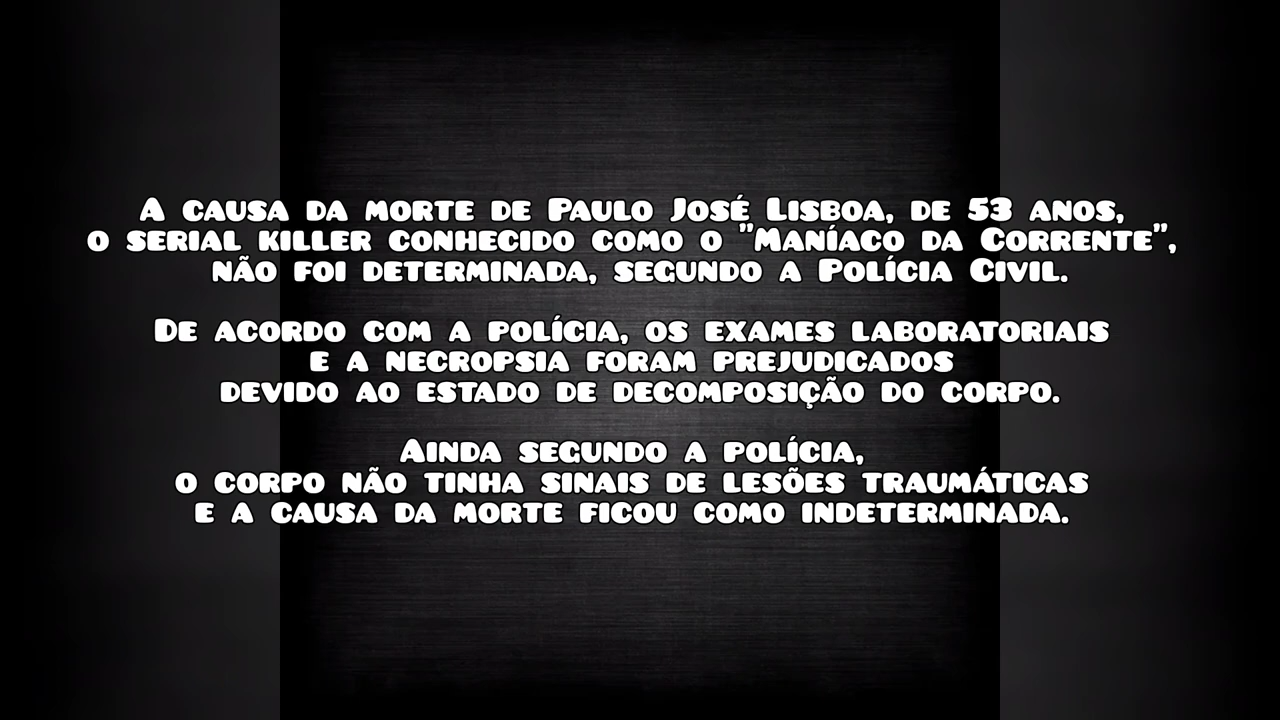 A causa da morte de Paulo José Lisboa, de 53 anos,
o serial killer conhecido como o "Maníaco da Corrente",
não foi determinada, segundo a Polícia Civil.
De acordo com a polícia, os exames laboratoriais
e a necropsia foram prejudicados
devido ao estado de decomposição do corpo.
Ainda segundo a polícia,
o corpo não tinha sinais de lesões traumáticas
e a causa da morte ficou como indeterminada.